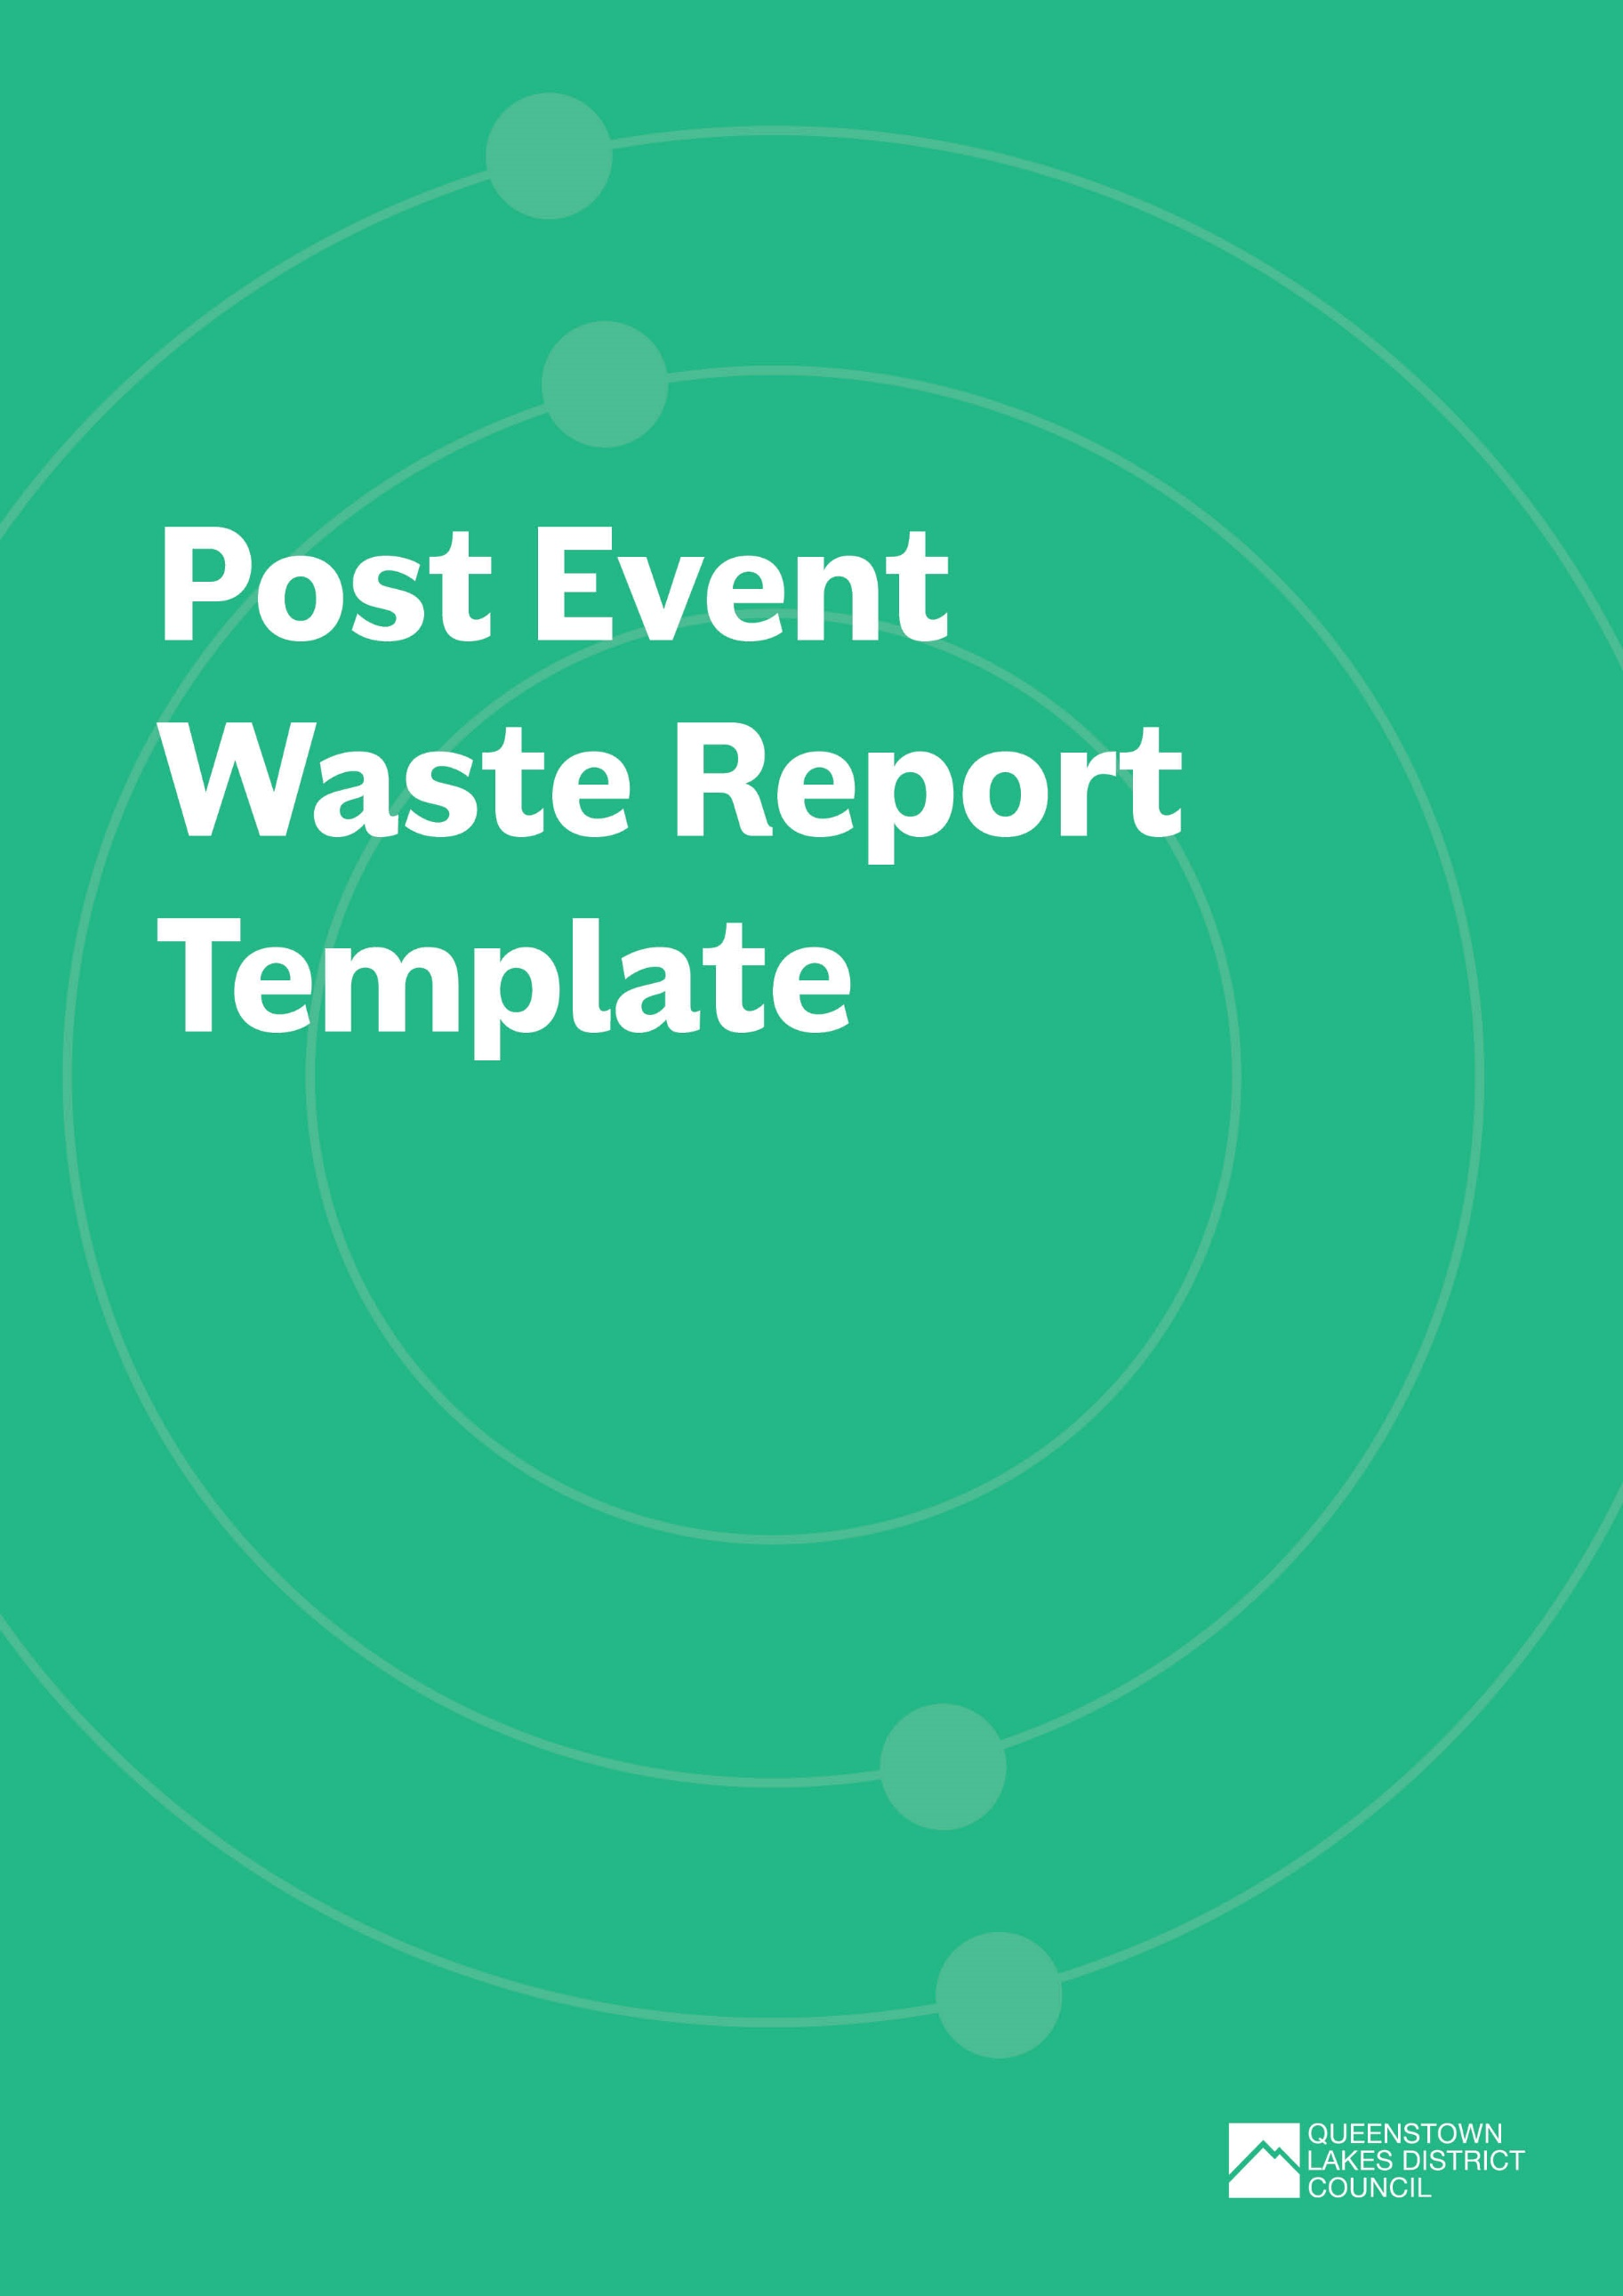 Post Event
Waste Report
Template
QUEENSTOWN
LAKES DISTRICT
COUNCIL